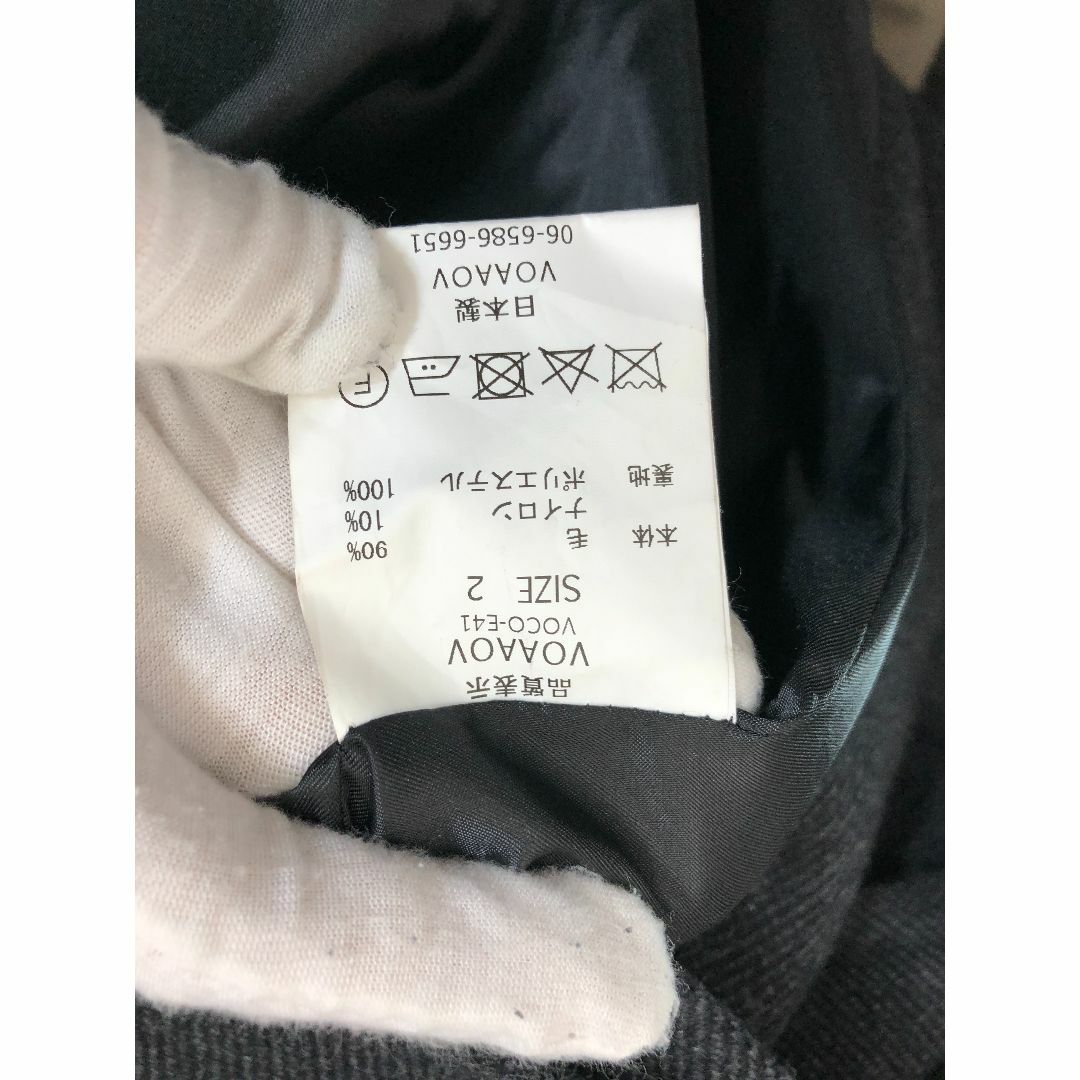 品質表示
VOAAOV
VOCO-E41
SIZE 2
本体 毛 90%
ナイロン 10%
裏地 ポリエステル 100%
F
日本製
VOAAOV
06-6586-6651